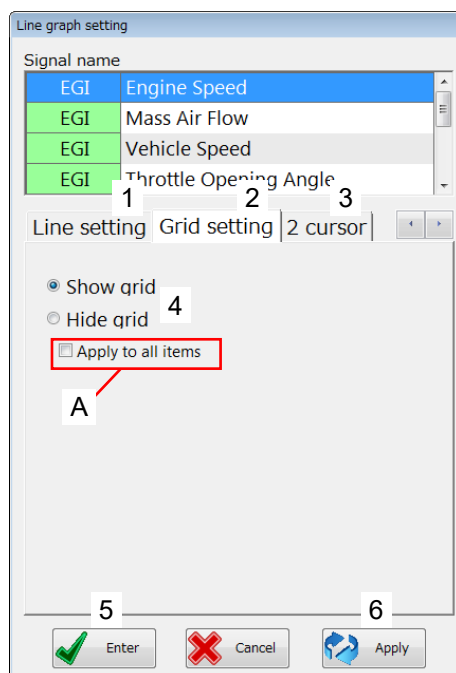 Line graph setting
Signal name
EGI Engine Speed
EGI Mass Air Flow
EGI Vehicle Speed
EGI Throttle Opening Angle
1 2 3
Line setting Grid setting 2 cursor
Show grid
4
Hide grid
Apply to all items
A
5 6
Enter Cancel Apply